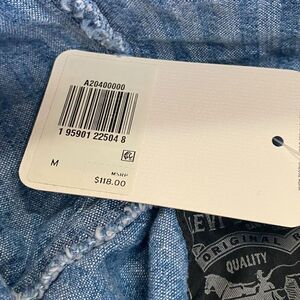 A20400000
1 95901 22504 8
M
MSRP
$118.00
ORIGINAL
QUALITY